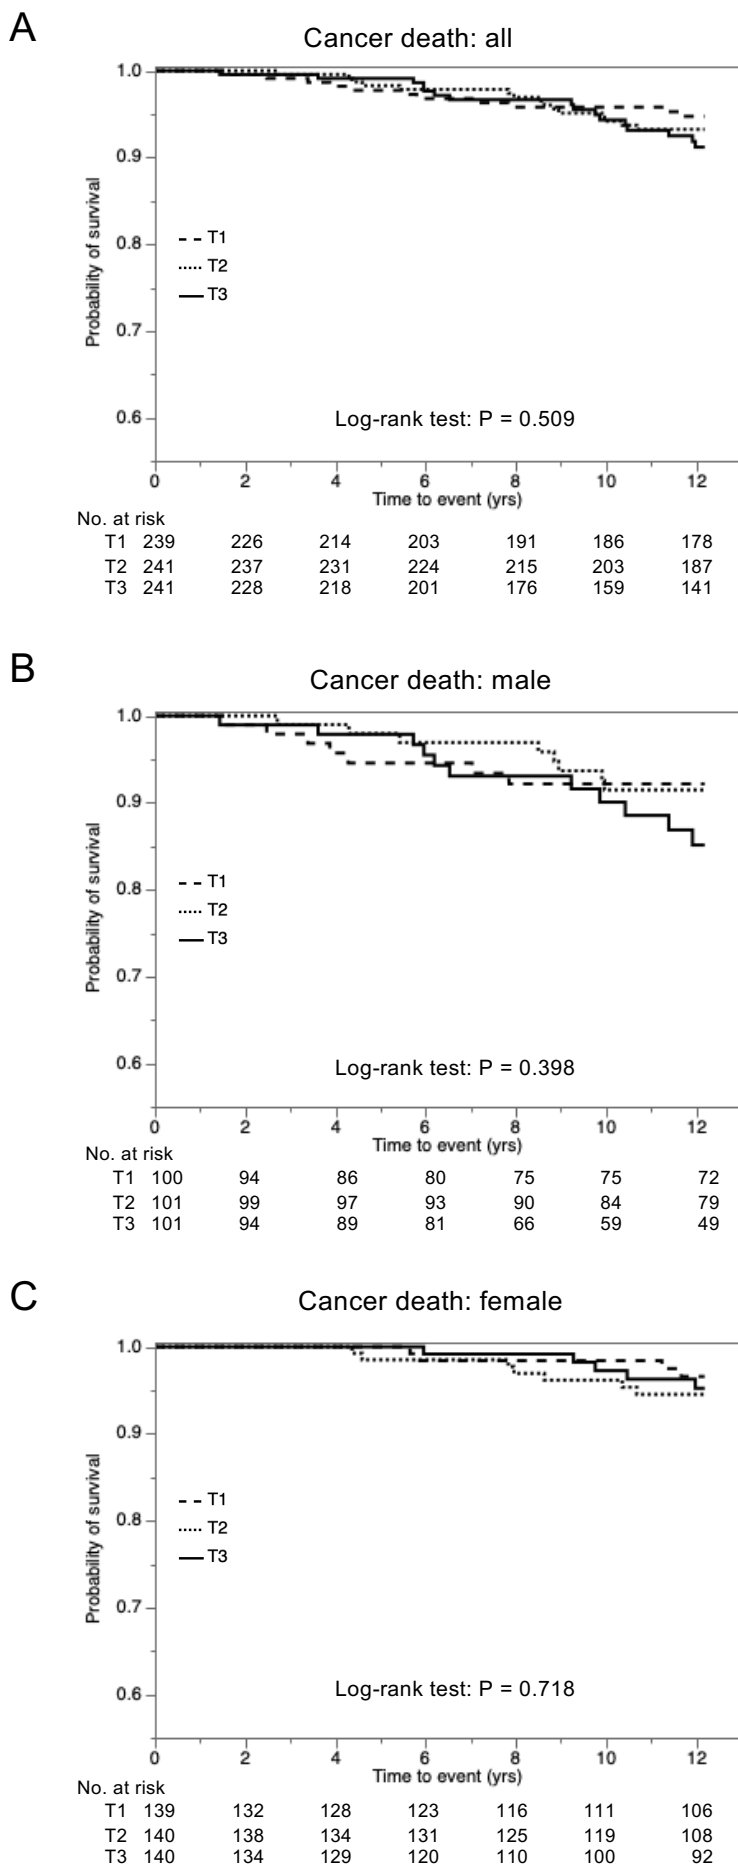 A
Cancer death: all
Probability of survival
1.0
0.9
0.8
0.7
0.6
T1
T2
T3
Log-rank test: P = 0.509
0 2 4 6 8 10 12
Time to event (yrs)
No. at risk
T1 239 226 214 203 191 186 178
T2 241 237 231 224 215 203 187
T3 241 228 218 201 176 159 141
B
Cancer death: male
Probability of survival
1.0
0.9
0.8
0.7
0.6
T1
T2
T3
Log-rank test: P = 0.398
0 2 4 6 8 10 12
Time to event (yrs)
No. at risk
T1 100 94 86 80 75 75 72
T2 101 99 97 93 90 84 79
T3 101 94 89 81 66 59 49
C
Cancer death: female
Probability of survival
1.0
0.9
0.8
0.7
0.6
T1
T2
T3
Log-rank test: P = 0.718
0 2 4 6 8 10 12
Time to event (yrs)
No. at risk
T1 139 132 128 123 116 111 106
T2 140 138 134 131 125 119 108
T3 140 134 129 120 110 100 92